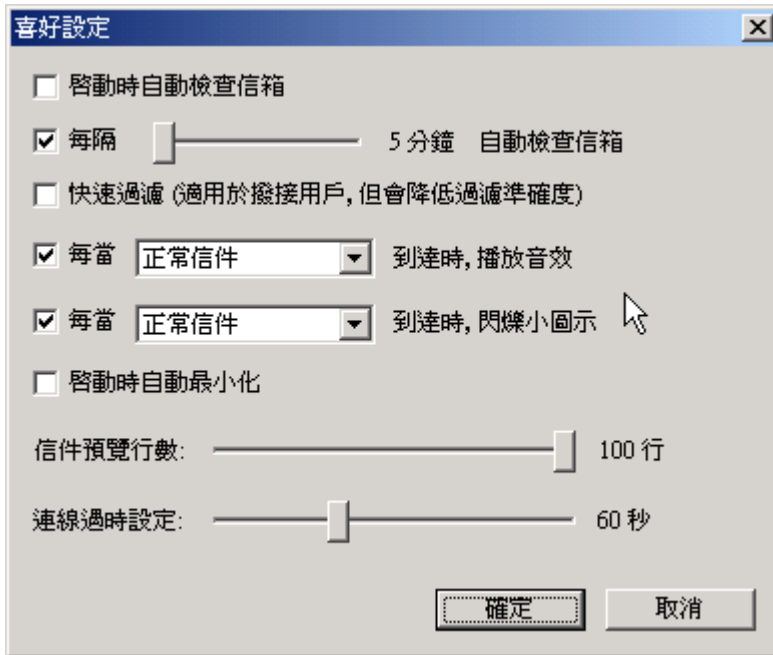 喜好設定
啓動時自動檢查信箱
每隔 5 分鐘 自動檢查信箱
快速過濾 (適用於撥接用戶, 但會降低過濾準確度)
每當 正常信件 到達時, 播放音效
每當 正常信件 到達時, 閃爍小圖示
啓動時自動最小化
信件預覽行數: 100 行
連線過時設定: 60 秒
確定 取消